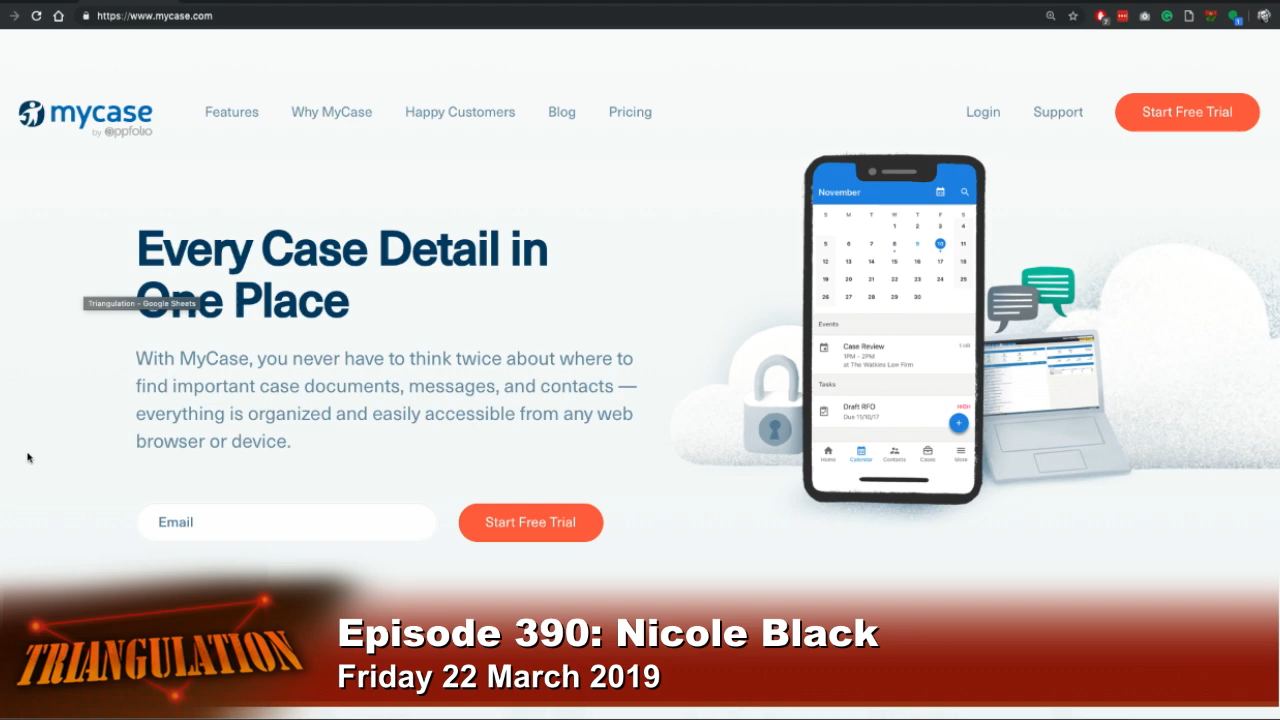 https://www.mycase.com
mycase
by appfolio
Features Why MyCase Happy Customers Blog Pricing
Login Support Start Free Trial
Every Case Detail in
One Place
Triangulation - Google Sheets
With MyCase, you never have to think twice about where to
find important case documents, messages, and contacts —
everything is organized and easily accessible from any web
browser or device.
Email
Start Free Trial
November
S M T W T F S
1 2 3 4
5 6 7 8 9 10 11
12 13 14 15 16 17 18
19 20 21 22 23 24 25
26 27 28 29 30
Events
Case Review 1 HR
1PM - 2PM
at The Watkins Law Firm
Tasks
Draft RFO HIGH
Due 11/10/17
+
Home Calendar Contacts Cases More
TRIANGULATION
Episode 390: Nicole Black
Friday 22 March 2019